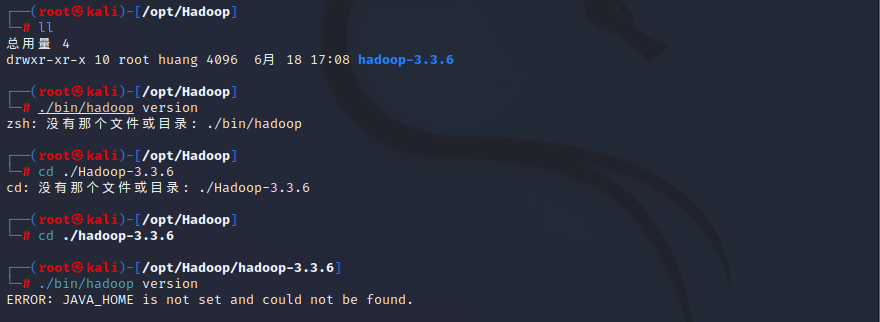 ┌──(root㉿kali)-[/opt/Hadoop]
└─# ll
总用量 4
drwxr-xr-x 10 root huang 4096  6月 18 17:08 hadoop-3.3.6
┌──(root㉿kali)-[/opt/Hadoop]
└─# ./bin/hadoop version
zsh: 没有那个文件或目录: ./bin/hadoop
┌──(root㉿kali)-[/opt/Hadoop]
└─# cd ./Hadoop-3.3.6
cd: 没有那个文件或目录: ./Hadoop-3.3.6
┌──(root㉿kali)-[/opt/Hadoop]
└─# cd ./hadoop-3.3.6
┌──(root㉿kali)-[/opt/Hadoop/hadoop-3.3.6]
└─# ./bin/hadoop version
ERROR: JAVA_HOME is not set and could not be found.